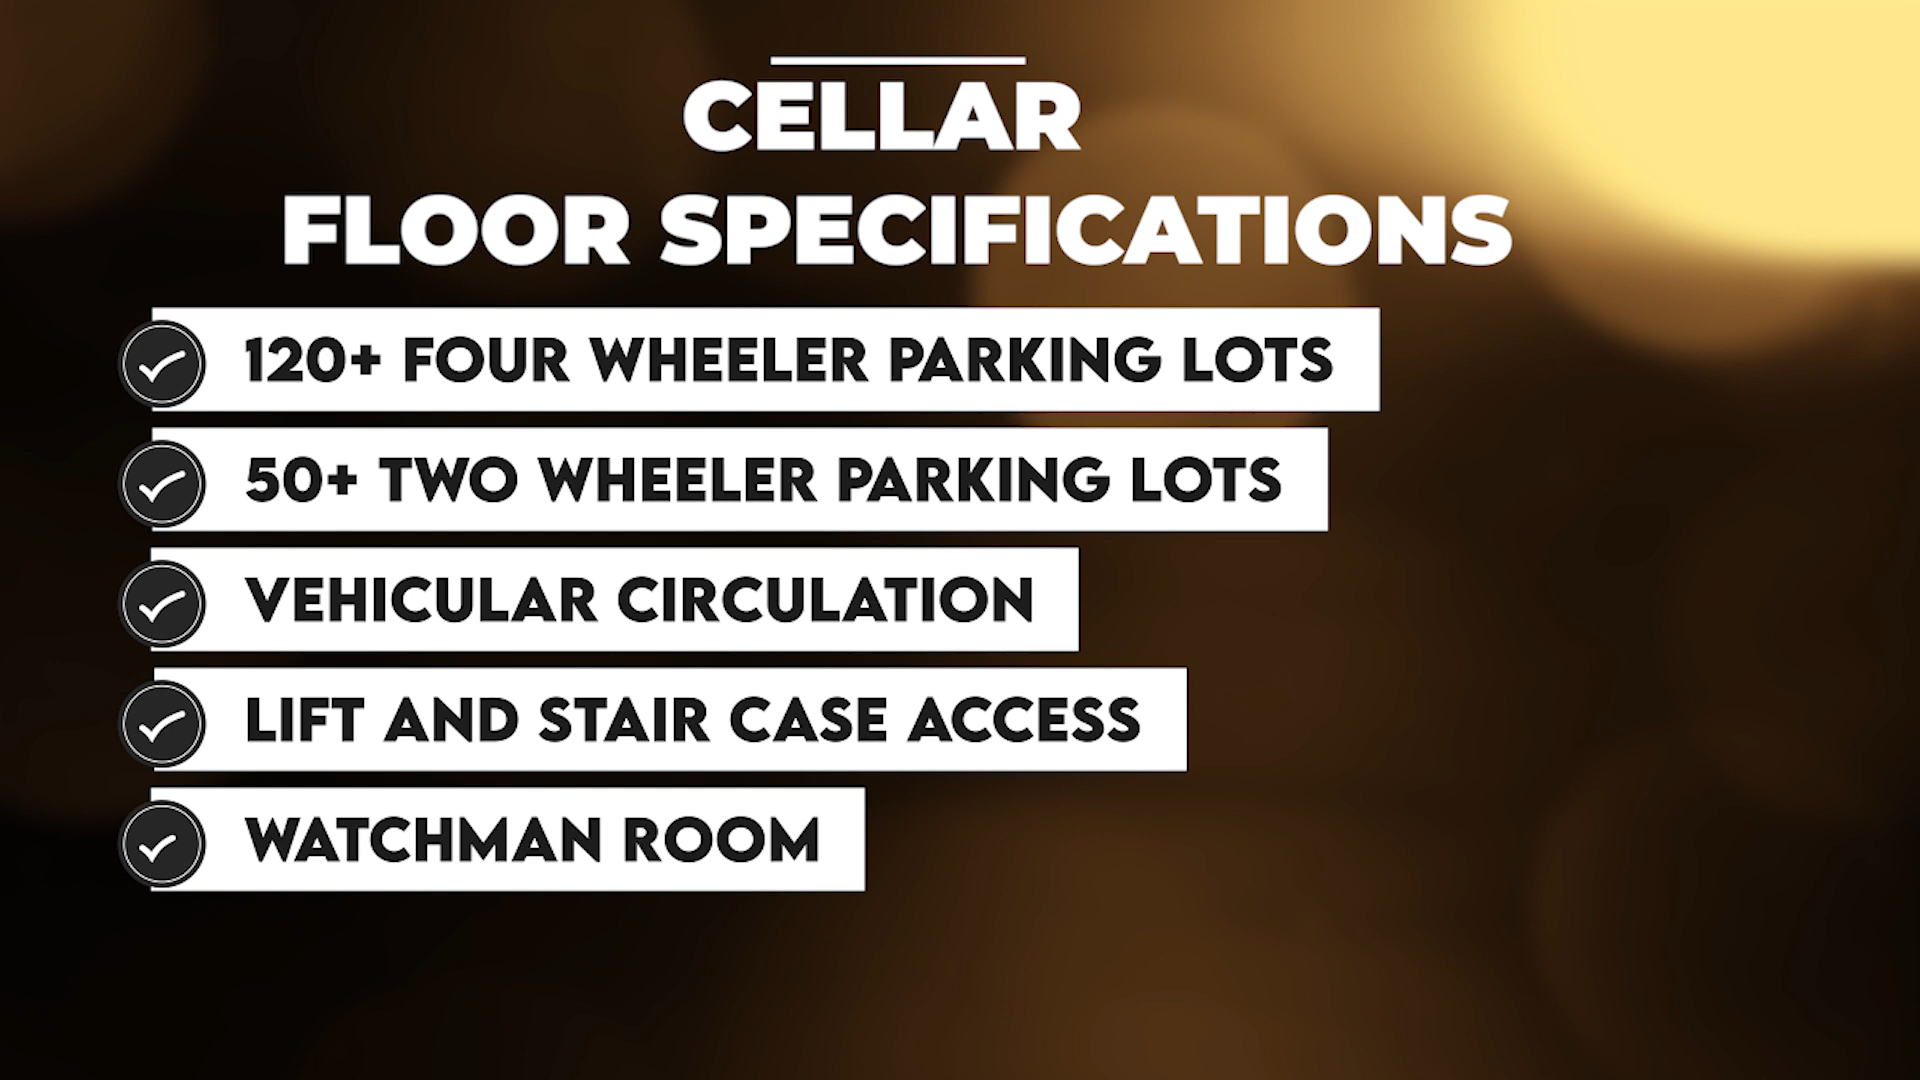 CELLAR
FLOOR SPECIFICATIONS
120+ FOUR WHEELER PARKING LOTS
50+ TWO WHEELER PARKING LOTS
VEHICULAR CIRCULATION
LIFT AND STAIR CASE ACCESS
WATCHMAN ROOM